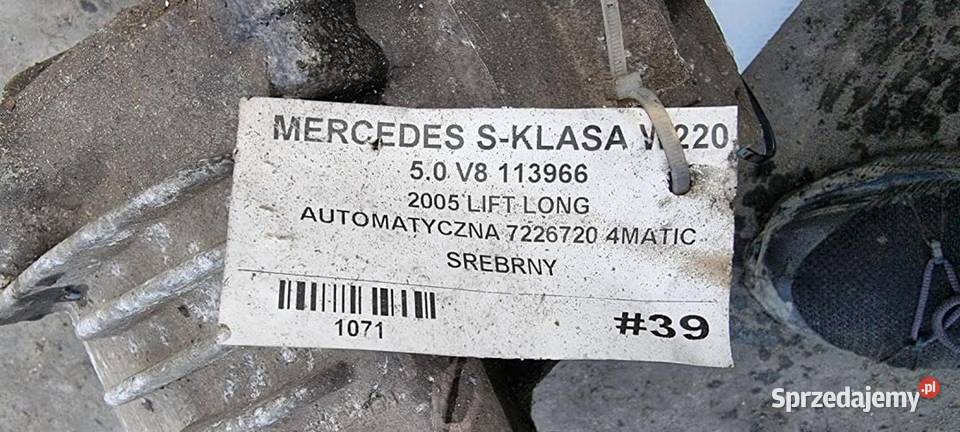 MERCEDES S-KLASA W220
5.0 V8 113966
2005 LIFT LONG
AUTOMATYCZNA 7226720 4MATIC
SREBRNY
1071
#39
Sprzedajemy.pl